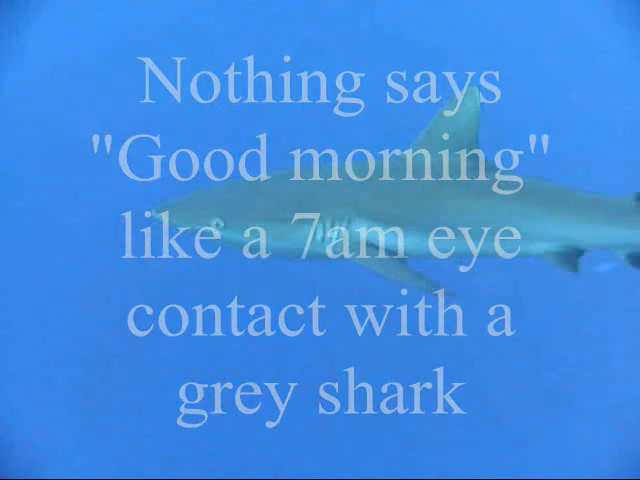 Nothing says
"Good morning"
like a 7am eye
contact with a
grey shark